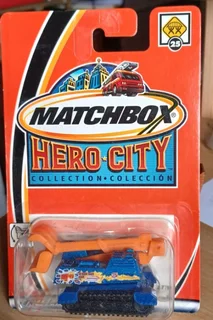 25
MATCHBOX
HERO-CITY
COLLECTION • COLECCIÓN